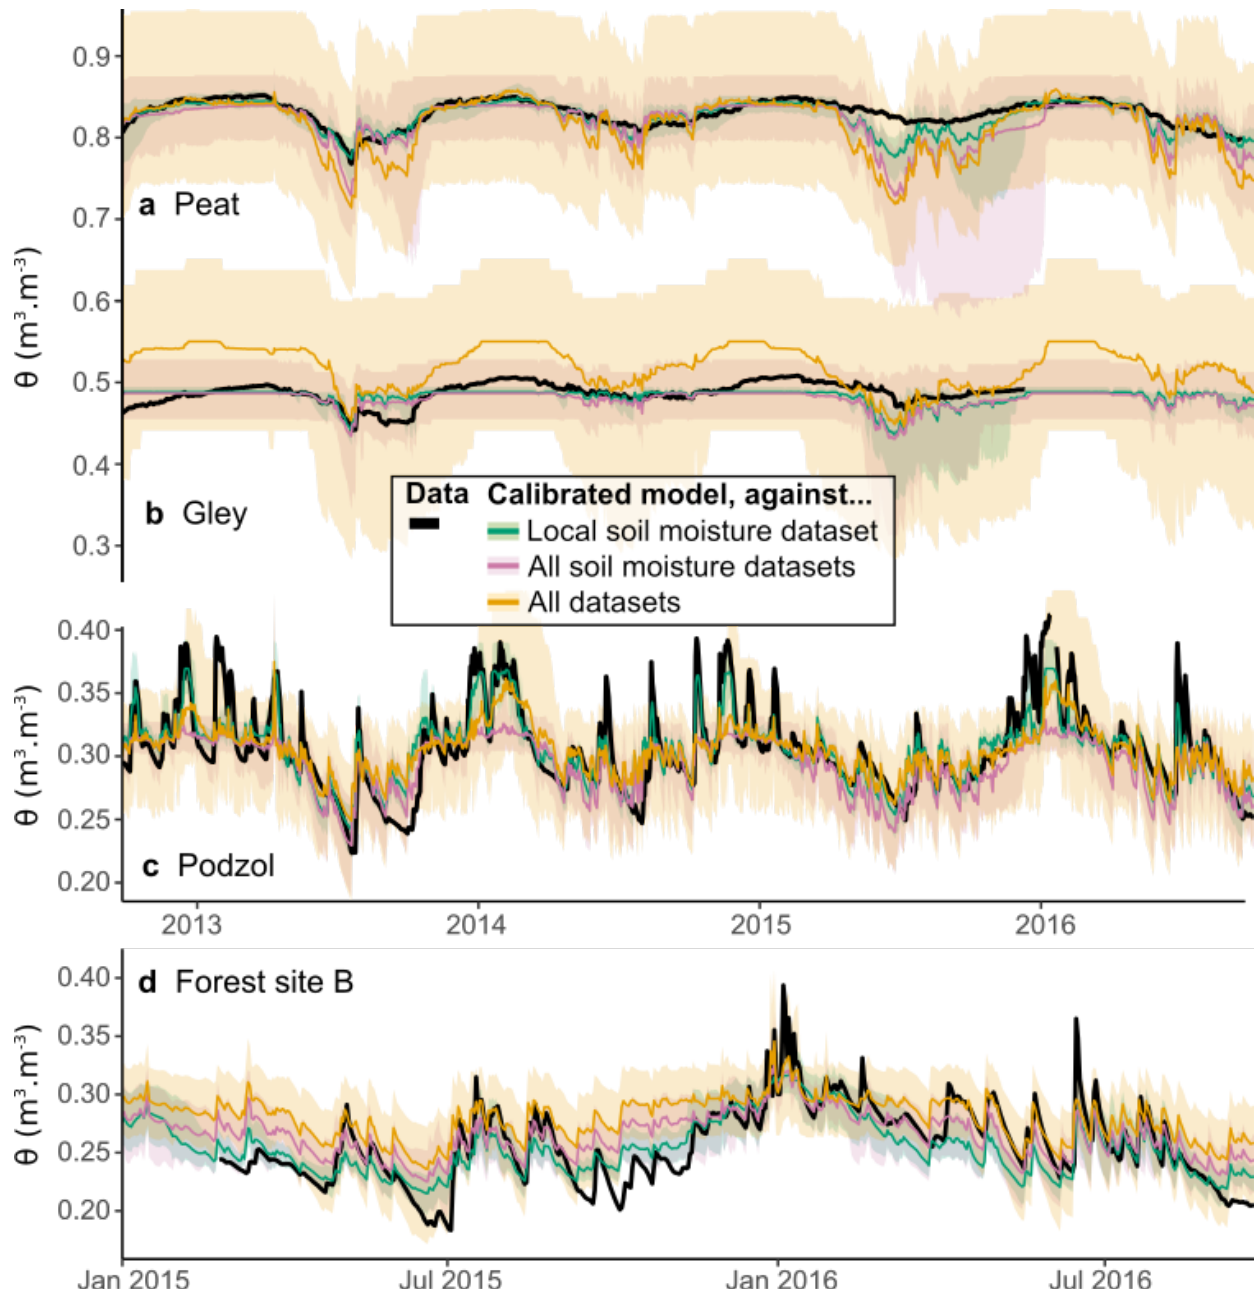 0.9
0.8
a Peat
0.7
0.6
0.5
0.4
b Gley
0.3
θ (m³.m⁻³)
Data Calibrated model, against...
Local soil moisture dataset
All soil moisture datasets
All datasets
0.40
0.35
0.30
0.25
0.20
θ (m³.m⁻³)
c Podzol
2013 2014 2015 2016
d Forest site B
0.40
0.35
0.30
0.25
0.20
θ (m³.m⁻³)
Jan 2015 Jul 2015 Jan 2016 Jul 2016